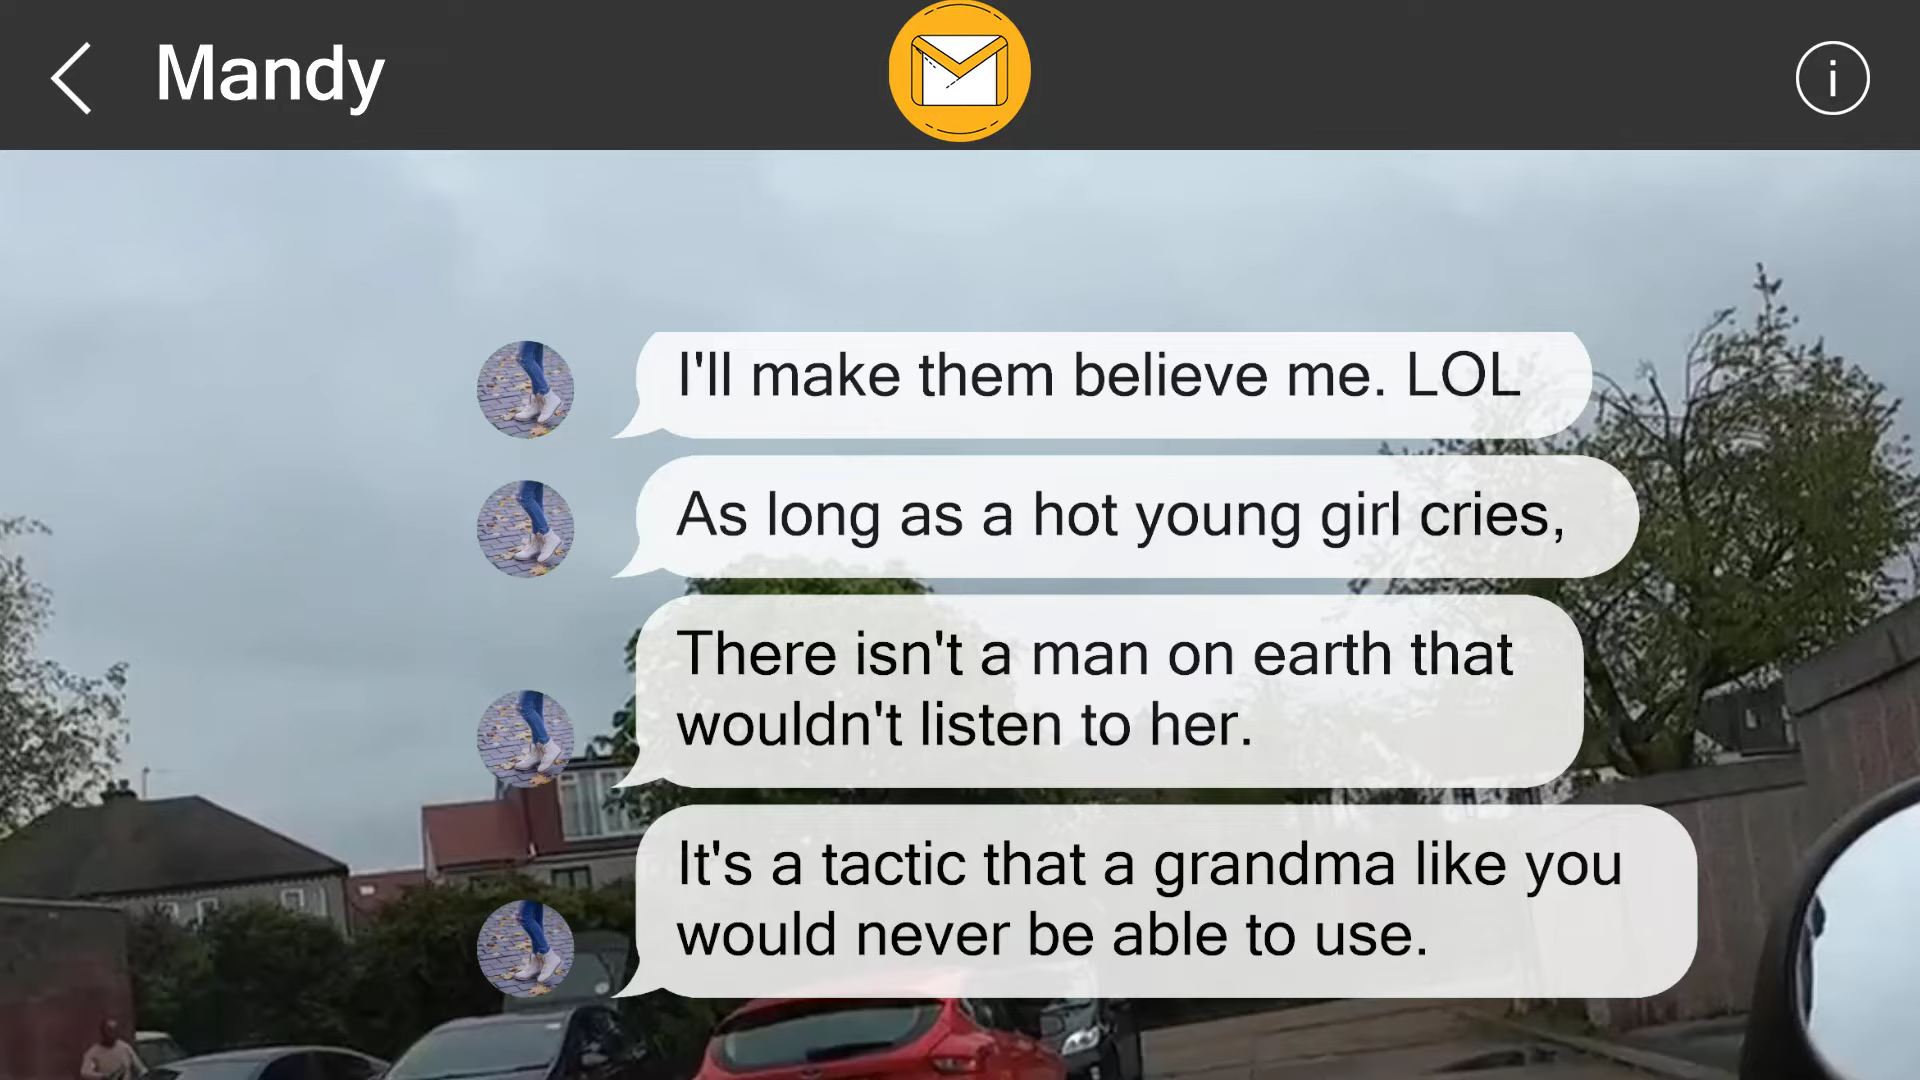 Mandy
i
I'll make them believe me. LOL
As long as a hot young girl cries,
There isn't a man on earth that
wouldn't listen to her.
It's a tactic that a grandma like you
would never be able to use.